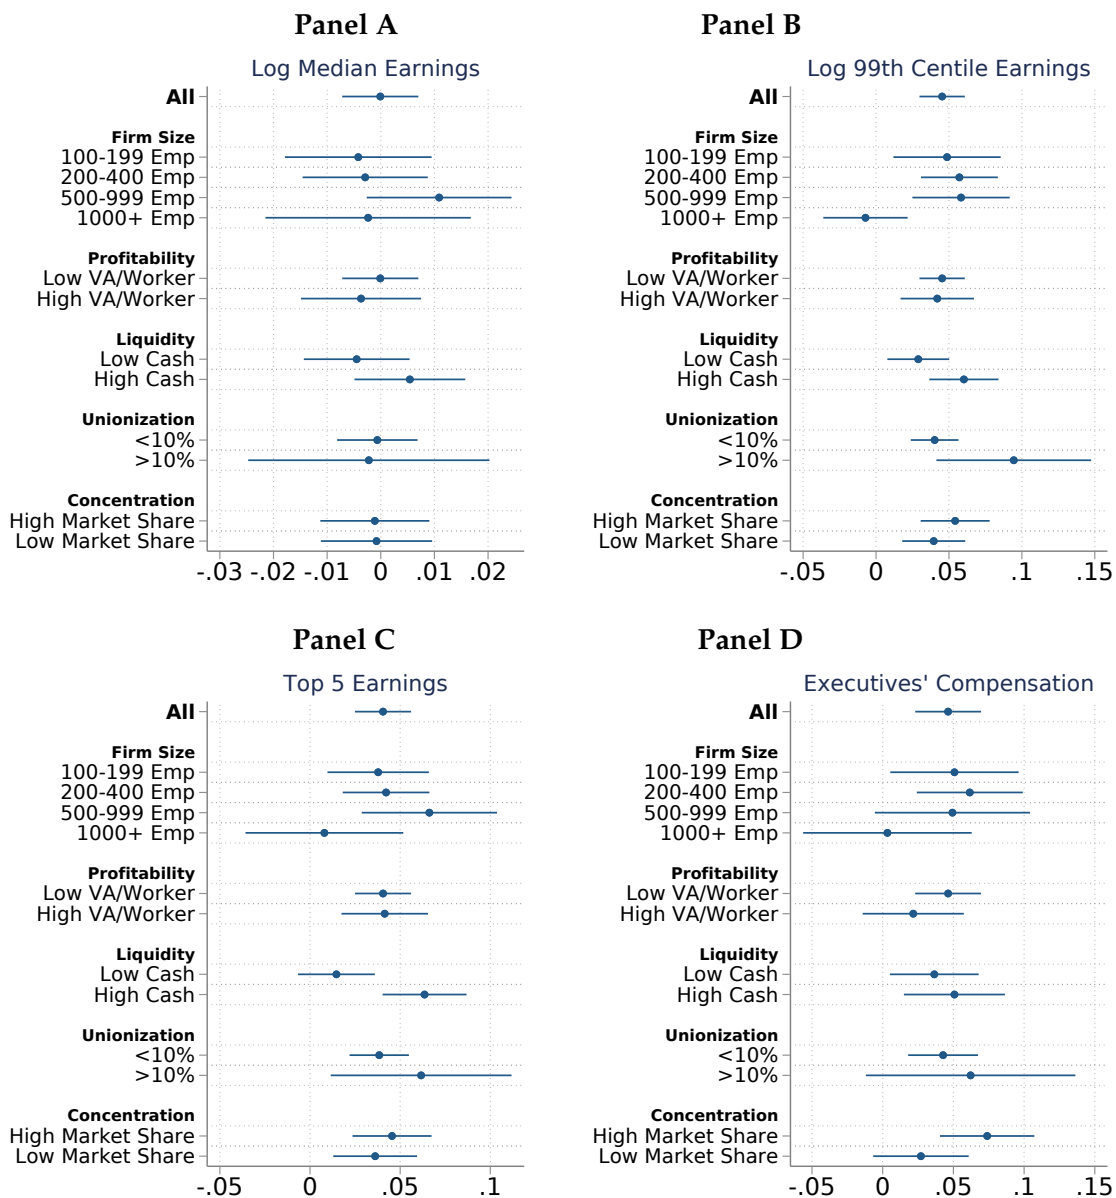 Panel A
Log Median Earnings
All
Firm Size
100-199 Emp
200-400 Emp
500-999 Emp
1000+ Emp
Profitability
Low VA/Worker
High VA/Worker
Liquidity
Low Cash
High Cash
Unionization
<10%
>10%
Concentration
High Market Share
Low Market Share
-.03 -.02 -.01 0 .01 .02
Panel B
Log 99th Centile Earnings
All
Firm Size
100-199 Emp
200-400 Emp
500-999 Emp
1000+ Emp
Profitability
Low VA/Worker
High VA/Worker
Liquidity
Low Cash
High Cash
Unionization
<10%
>10%
Concentration
High Market Share
Low Market Share
-.05 0 .05 .1 .15
Panel C
Top 5 Earnings
All
Firm Size
100-199 Emp
200-400 Emp
500-999 Emp
1000+ Emp
Profitability
Low VA/Worker
High VA/Worker
Liquidity
Low Cash
High Cash
Unionization
<10%
>10%
Concentration
High Market Share
Low Market Share
-.05 0 .05 .1
Panel D
Executives' Compensation
All
Firm Size
100-199 Emp
200-400 Emp
500-999 Emp
1000+ Emp
Profitability
Low VA/Worker
High VA/Worker
Liquidity
Low Cash
High Cash
Unionization
<10%
>10%
Concentration
High Market Share
Low Market Share
-.05 0 .05 .1 .15